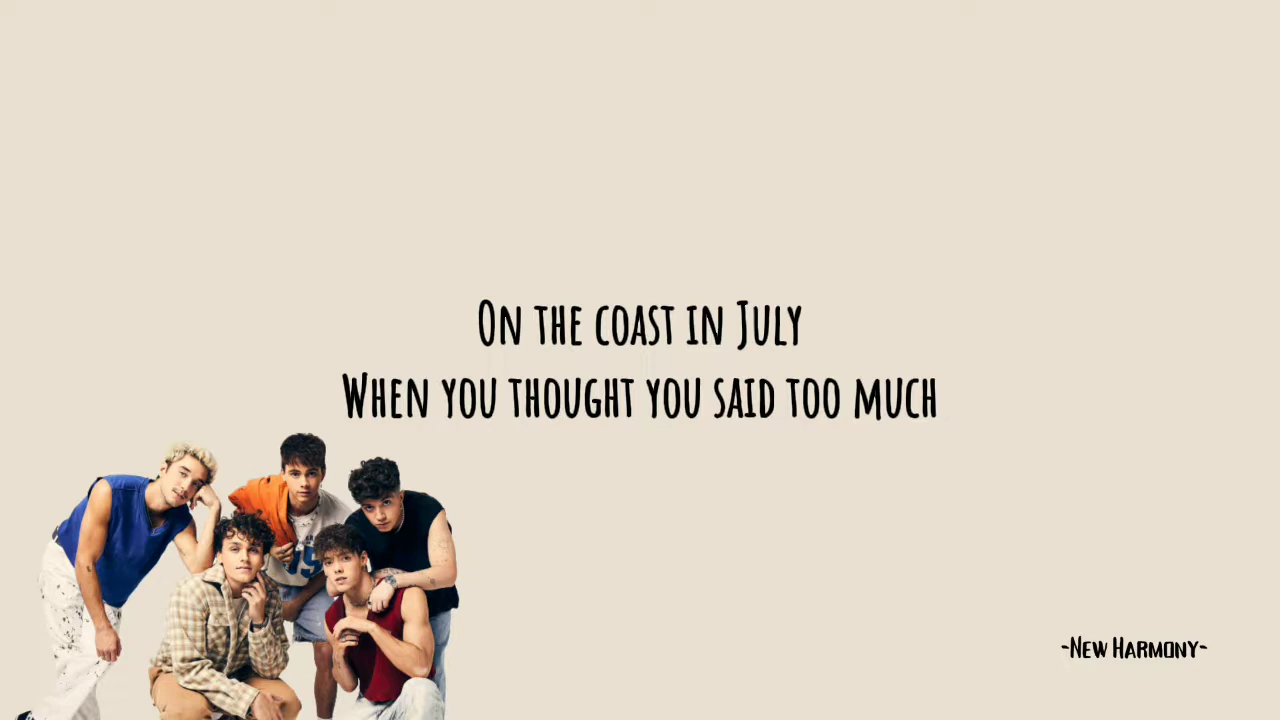 On the coast in July
When you thought you said too much
-New Harmony-